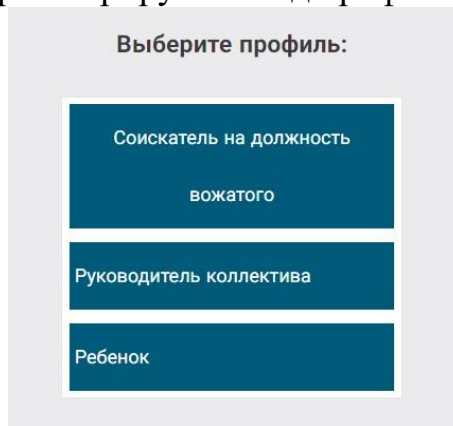 Выберите профиль:
Соискатель на должность
вожатого
Руководитель коллектива
Ребенок